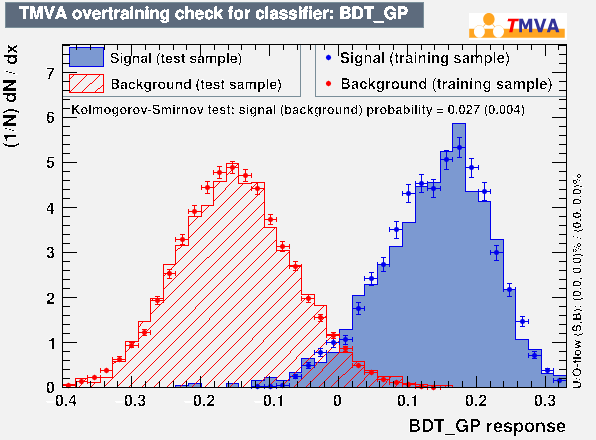 TMVA overtraining check for classifier: BDT_GP
TMVA
Signal (test sample)
Background (test sample)
Signal (training sample)
Background (training sample)
Kolmogorov-Smirnov test: signal (background) probability = 0.027 (0.004)
(1/N) dN / dx
7
6
5
4
3
2
1
0
−0.4 −0.3 −0.2 −0.1 0 0.1 0.2 0.3
BDT_GP response
U/O-flow (S,B): (0.0, 0.0)% / (0.0, 0.0)%